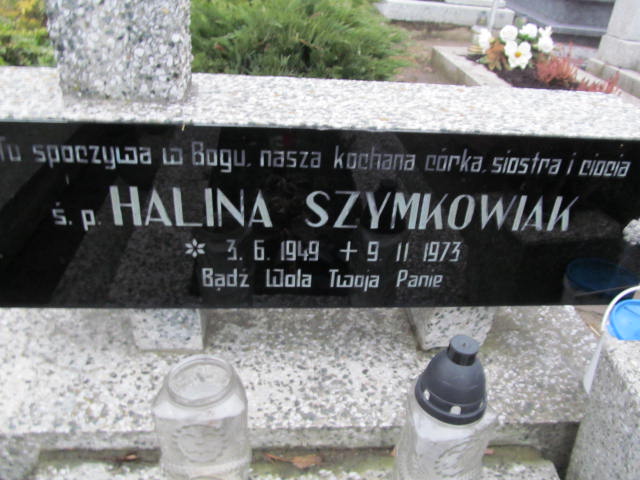 Tu spoczywa w Bogu, nasza kochana córka, siostra i ciocia
ś. p. HALINA SZYMKOWIAK
* 3. 6. 1949 + 9. 11. 1973
Bądź Wola Twoja Panie